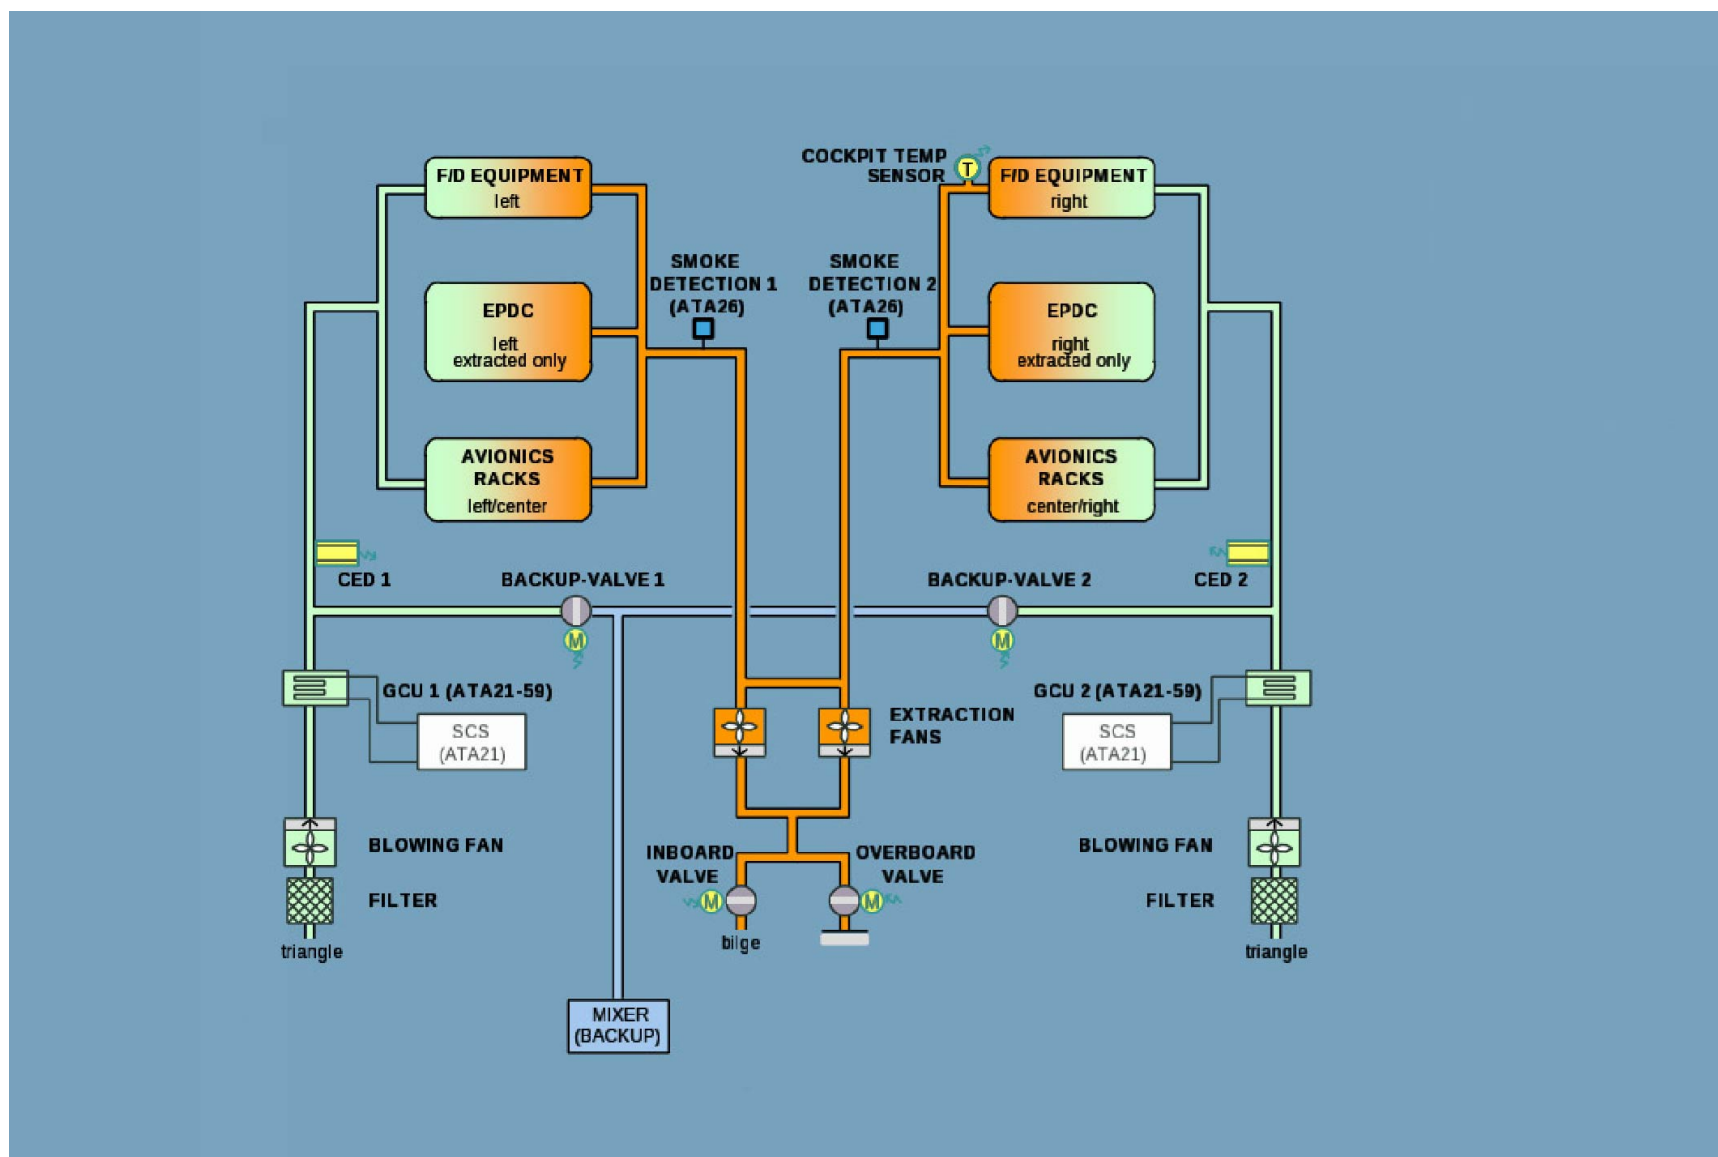 COCKPIT TEMP
SENSOR
T
F/D EQUIPMENT
left
F/D EQUIPMENT
right
SMOKE
DETECTION 1
(ATA26)
SMOKE
DETECTION 2
(ATA26)
EPDC
left
extracted only
EPDC
right
extracted only
AVIONICS
RACKS
left/center
AVIONICS
RACKS
center/right
CED 1
BACKUP-VALVE 1
BACKUP-VALVE 2
CED 2
M
M
GCU 1 (ATA21-59)
GCU 2 (ATA21-59)
SCS
(ATA21)
EXTRACTION
FANS
SCS
(ATA21)
BLOWING FAN
INBOARD
VALVE
OVERBOARD
VALVE
BLOWING FAN
M
M
FILTER
FILTER
triangle
bilge
triangle
MIXER
(BACKUP)